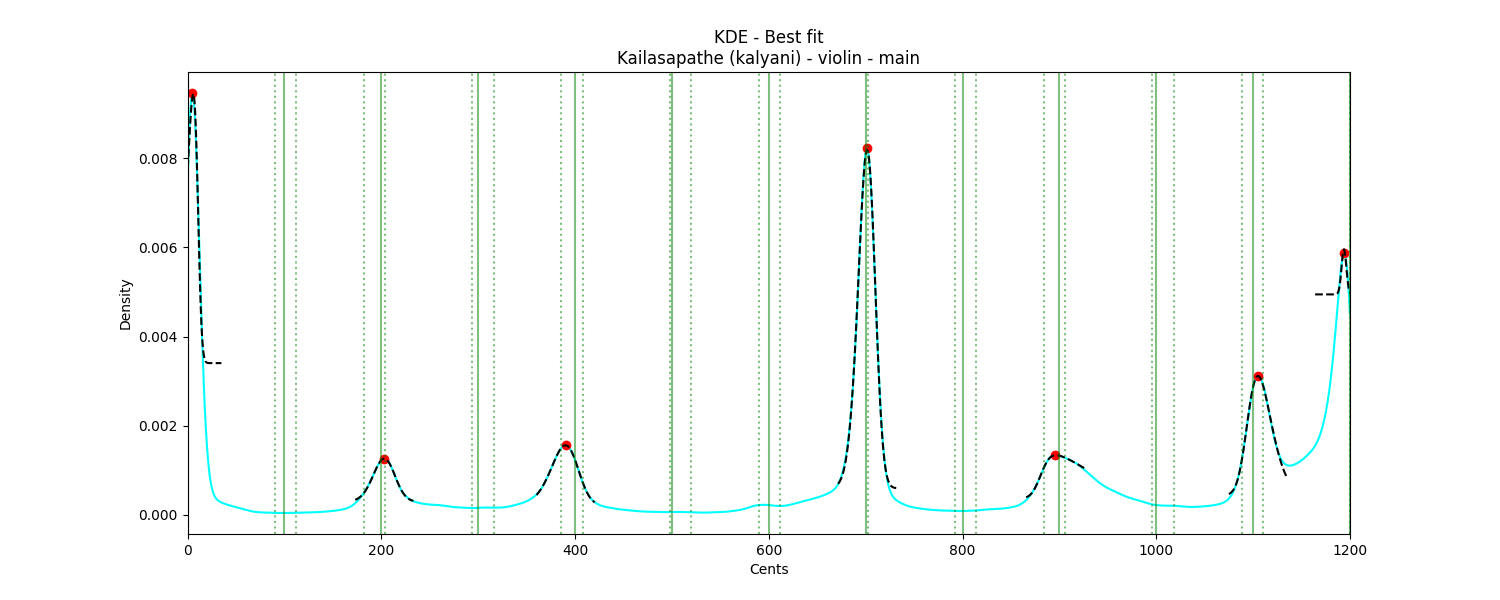 KDE - Best fit
Kailasapathe (kalyani) - violin - main
Density
0.008
0.006
0.004
0.002
0.000
0 200 400 600 800 1000 1200
Cents